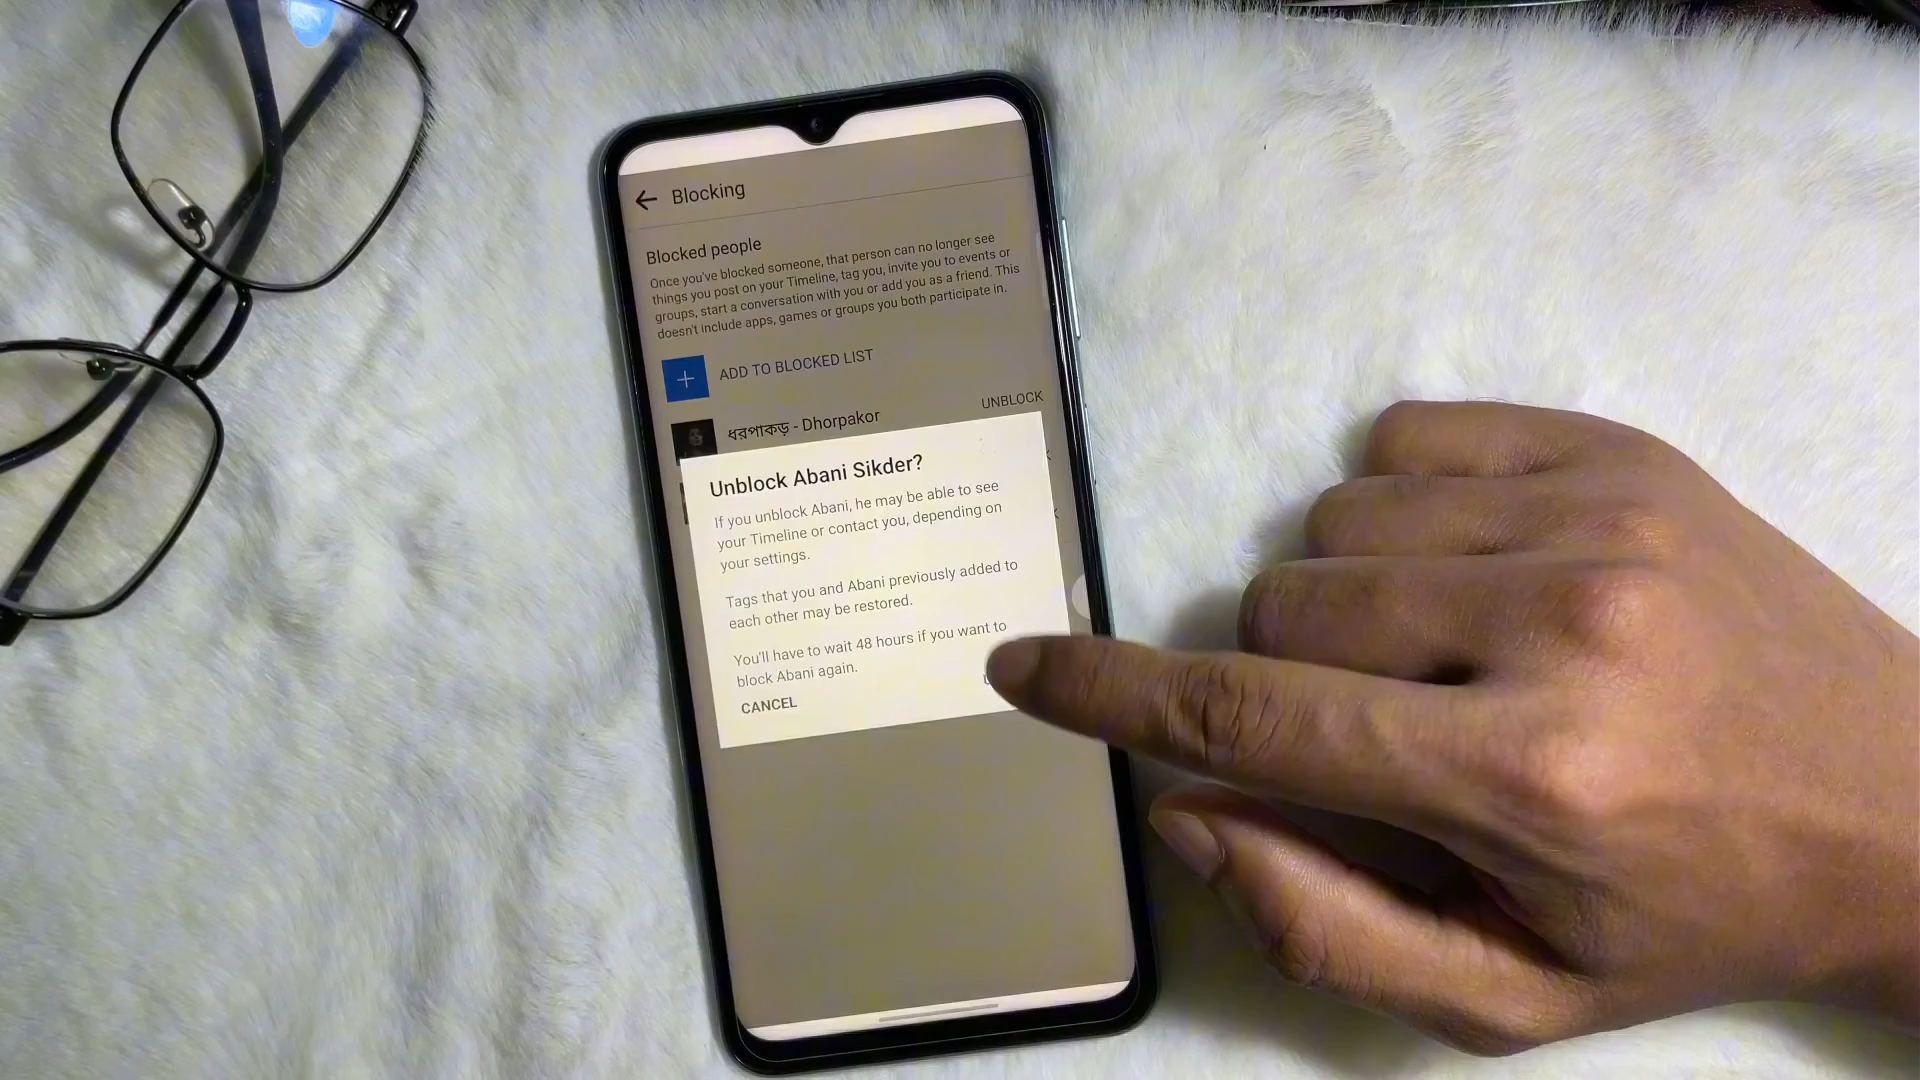 Blocking
Blocked people
Once you've blocked someone, that person can no longer see
things you post on your Timeline, tag you, invite you to events or
groups, start a conversation with you or add you as a friend. This
doesn't include apps, games or groups you both participate in.
ADD TO BLOCKED LIST
ধরপাকড় - Dhorpakor
UNBLOCK
Unblock Abani Sikder?
If you unblock Abani, he may be able to see
your Timeline or contact you, depending on
your settings.
Tags that you and Abani previously added to
each other may be restored.
You'll have to wait 48 hours if you want to
block Abani again.
CANCEL